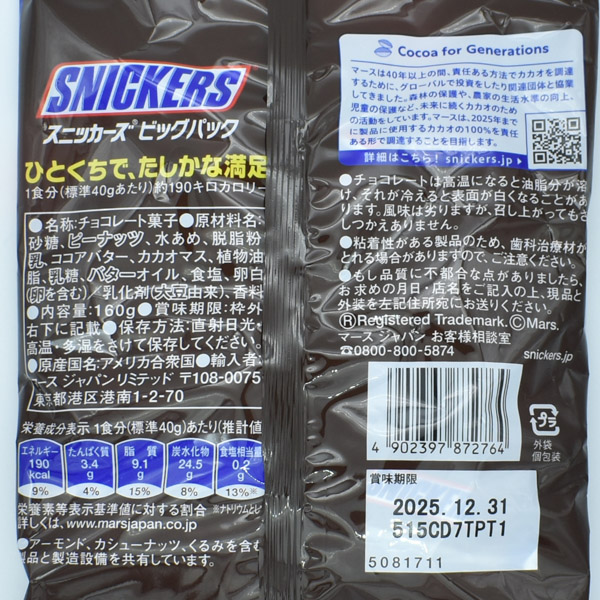 SNICKERS
スニッカーズ® ビッグパック
ひとくちで、たしかな満足
1食分(標準40gあたり)約190キロカロリー
●名称:チョコレート菓子●原材料名:
砂糖、ピーナッツ、水あめ、脱脂粉
乳、ココアバター、カカオマス、植物油
脂、乳糖、バターオイル、食塩、卵白
(卵を含む)／乳化剤(大豆由来)、香料
●内容量:160g●賞味期限:枠外
右下に記載●保存方法:直射日光・
高温・多湿をさけて保存してください。
●原産国名:アメリカ合衆国●輸入者:
マース ジャパン リミテッド 〒108-0075
東京都港区港南1-2-70
栄養成分表示 1食分(標準40g)あたり(推計値
エネルギー たんぱく質 脂質 炭水化物 食塩相当量
190kcal 3.4g 9.1g 24.5g 0.2g
9% 4% 15% 8% 13%※
栄養素等表示基準値に対する割合 ※ナトリウムとし
詳しくは、www.marsjapan.co.jp
●アーモンド、カシューナッツ、くるみを含む
品と製造設備を共有しています。
Cocoa for Generations
マースは40年以上の間、責任ある方法でカカオを調達
するために、グローバルで投資をしたり関連団体と協業
してきました。森林の保護や、農家の生活水準の向上、
児童の保護など、未来に続くカカオのため
の活動をしています。マースは、2025年まで
に製品に使用するカカオの100%を責任
ある形で調達することを目指します。
詳細はこちら! snickers.jp
●チョコレートは高温になると油脂分が溶
け、それが冷えると表面が白くなることがあ
ります。風味は劣りますが、召し上がってもさ
しつかえありません。
●粘着性がある製品のため、歯科治療材が
とれる場合がありますので、ご注意ください。
●もし品質に不都合な点がありましたら、
お求めの月日・店名をご記入の上、現品と
外装を左記住所宛にお送りください。
®Registered Trademark. ©Mars.
マース ジャパン お客様相談室
☎0800-800-5874
snickers.jp
4 902397 872764
プラ
外袋
個包装
賞味期限
2025.12.31
515CD7TPT1
5081711